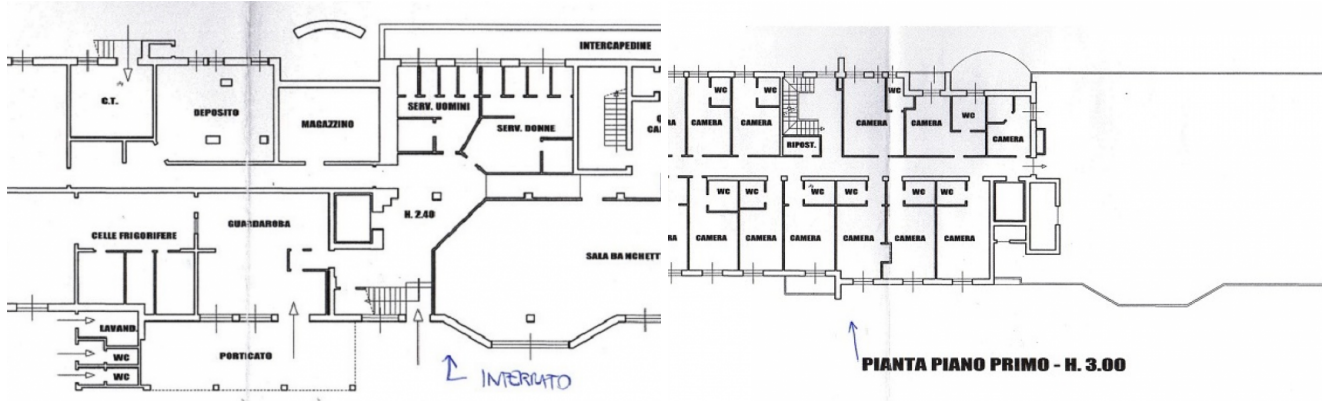 INTERCAPEDINE
C.T.
DEPOSITO
MAGAZZINO
SERV. UOMINI
SERV. DONNE
H. 2.40
GUARDAROBA
CELLE FRIGORIFERE
SALA BANCHETT
LAVAND.
WC
WC
PORTICATO
INTERRATO
WC
WC
WC
WC
CAMERA
CAMERA
CAMERA
CAMERA
CAMERA
RIPOST.
WC
WC
WC
WC
WC
CAMERA
CAMERA
CAMERA
CAMERA
CAMERA
CAMERA
PIANTA PIANO PRIMO - H. 3.00